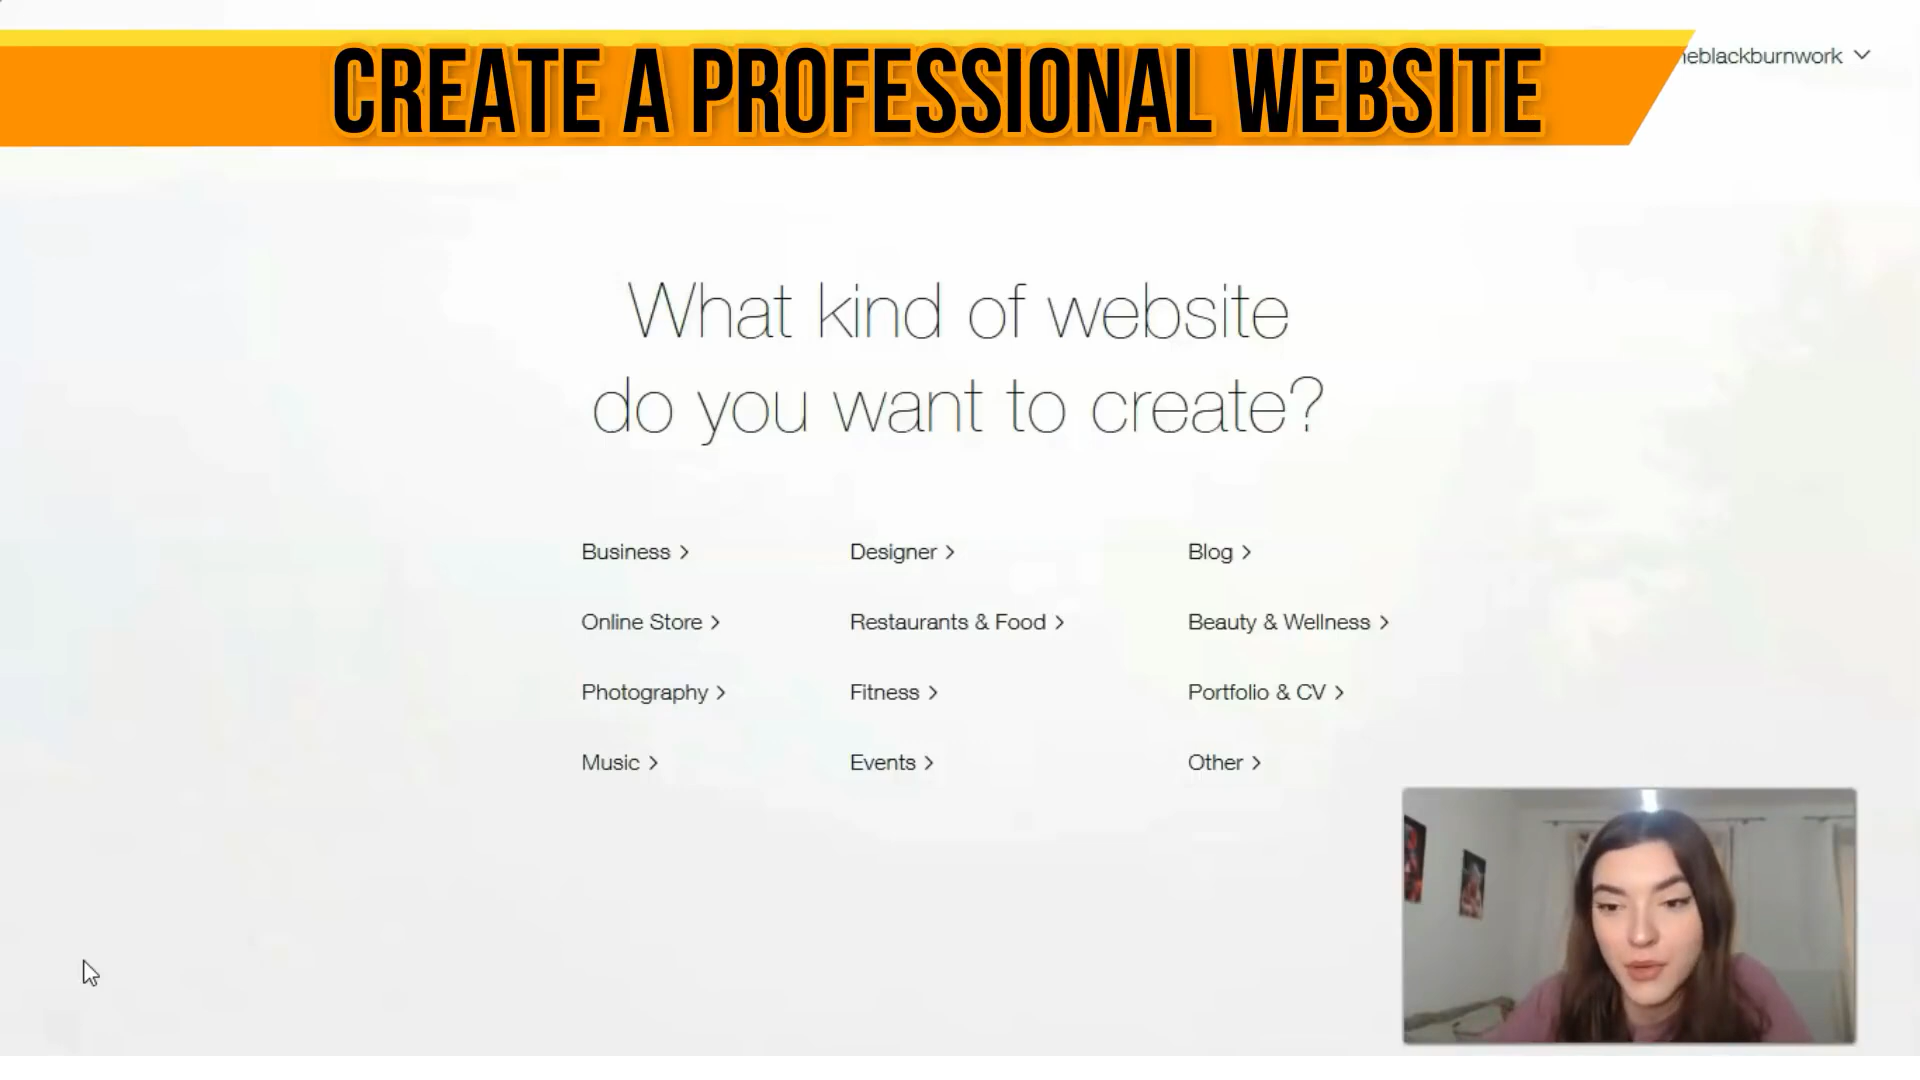 CREATE A PROFESSIONAL WEBSITE
What kind of website
do you want to create?
Business >
Designer >
Blog >
Online Store >
Restaurants & Food >
Beauty & Wellness >
Photography >
Fitness >
Portfolio & CV >
Music >
Events >
Other >